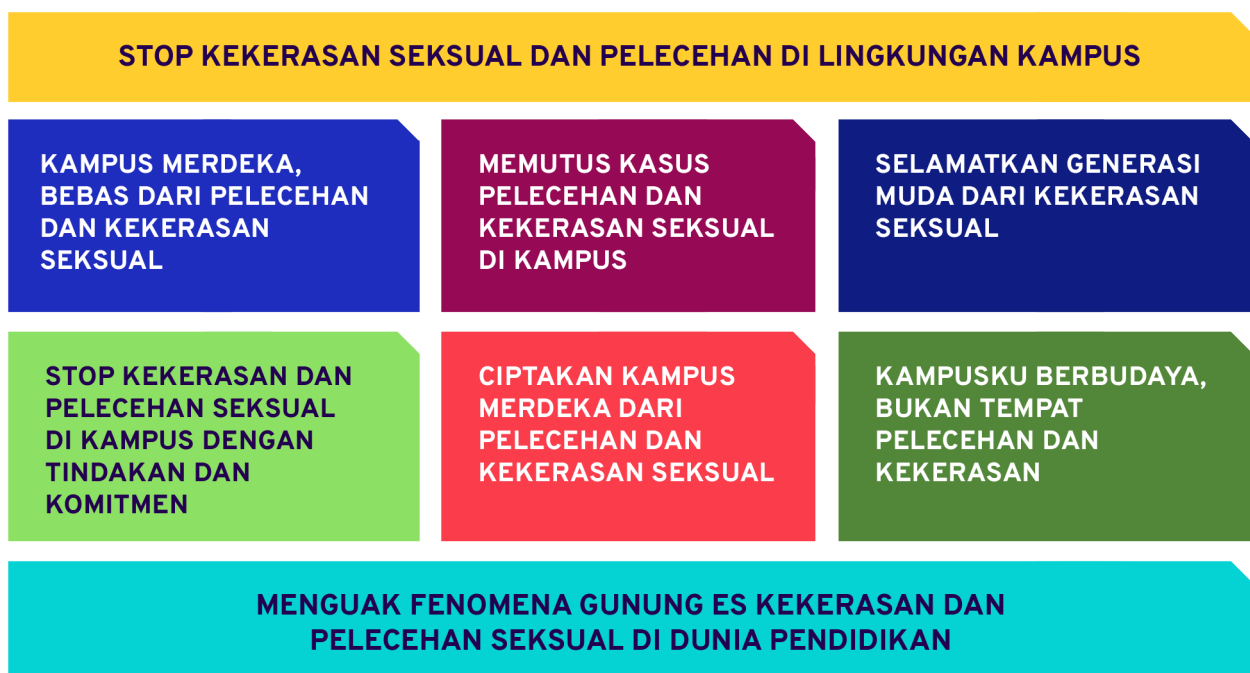 STOP KEKERASAN SEKSUAL DAN PELECEHAN DI LINGKUNGAN KAMPUS
KAMPUS MERDEKA,
BEBAS DARI PELECEHAN
DAN KEKERASAN
SEKSUAL
MEMUTUS KASUS
PELECEHAN DAN
KEKERASAN SEKSUAL
DI KAMPUS
SELAMATKAN GENERASI
MUDA DARI KEKERASAN
SEKSUAL
STOP KEKERASAN DAN
PELECEHAN SEKSUAL
DI KAMPUS DENGAN
TINDAKAN DAN
KOMITMEN
CIPTAKAN KAMPUS
MERDEKA DARI
PELECEHAN DAN
KEKERASAN SEKSUAL
KAMPUSKU BERBUDAYA,
BUKAN TEMPAT
PELECEHAN DAN
KEKERASAN
MENGUAK FENOMENA GUNUNG ES KEKERASAN DAN
PELECEHAN SEKSUAL DI DUNIA PENDIDIKAN